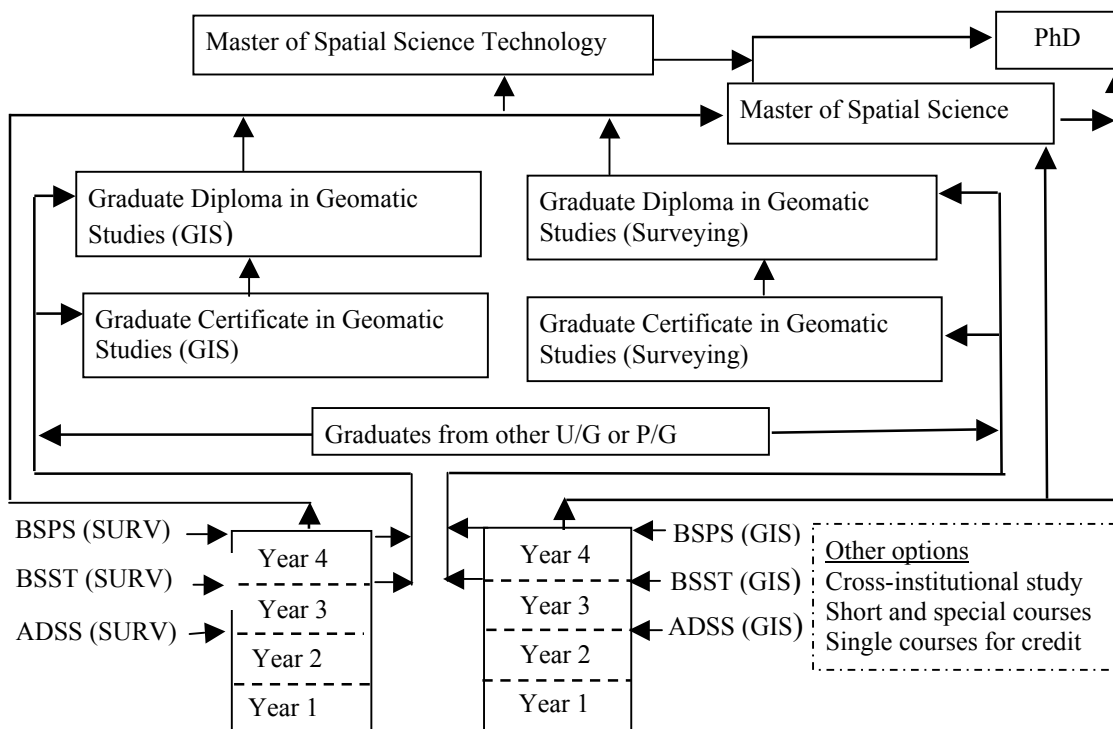 Master of Spatial Science Technology
PhD
Master of Spatial Science
Graduate Diploma in Geomatic
Studies (GIS)
Graduate Diploma in Geomatic
Studies (Surveying)
Graduate Certificate in Geomatic
Studies (GIS)
Graduate Certificate in Geomatic
Studies (Surveying)
Graduates from other U/G or P/G
BSPS (SURV)
BSST (SURV)
ADSS (SURV)
Year 4
Year 3
Year 2
Year 1
Year 4
Year 3
Year 2
Year 1
BSPS (GIS)
BSST (GIS)
ADSS (GIS)
Other options
Cross-institutional study
Short and special courses
Single courses for credit